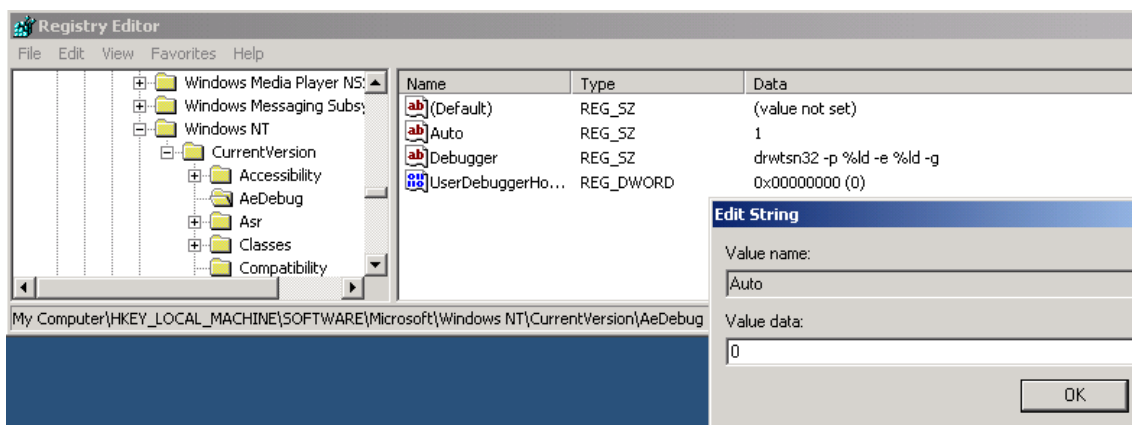 Registry Editor
File Edit View Favorites Help
Windows Media Player NS
Windows Messaging Subsy
Windows NT
CurrentVersion
Accessibility
AeDebug
Asr
Classes
Compatibility
Name Type Data
(Default) REG_SZ (value not set)
Auto REG_SZ 1
Debugger REG_SZ drwtsn32 -p %ld -e %ld -g
UserDebuggerHo... REG_DWORD 0x00000000 (0)
My Computer\HKEY_LOCAL_MACHINE\SOFTWARE\Microsoft\Windows NT\CurrentVersion\AeDebug
Edit String
Value name:
Auto
Value data:
0
OK